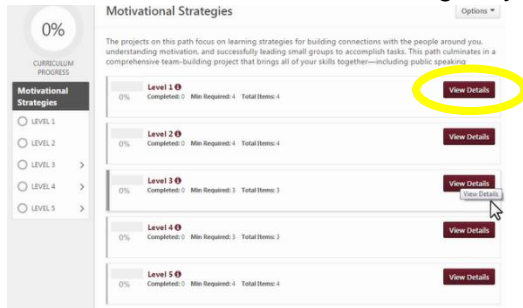 Motivational Strategies
Options
0%
CURRICULUM
PROGRESS
The projects on this path focus on learning strategies for building connections with the people around you,
understanding motivation, and successfully leading small groups to accomplish tasks. This path culminates in a
comprehensive team-building project that brings all of your skills together—including public speaking
Motivational
Strategies
LEVEL 1
LEVEL 2
LEVEL 3
LEVEL 4
LEVEL 5
0%
Level 1
Completed: 0 Min Required: 4 Total Items: 4
View Details
0%
Level 2
Completed: 0 Min Required: 4 Total Items: 4
View Details
0%
Level 3
Completed: 0 Min Required: 3 Total Items: 3
View Details
View Details
0%
Level 4
Completed: 0 Min Required: 3 Total Items: 3
View Details
0%
Level 5
Completed: 0 Min Required: 4 Total Items: 4
View Details